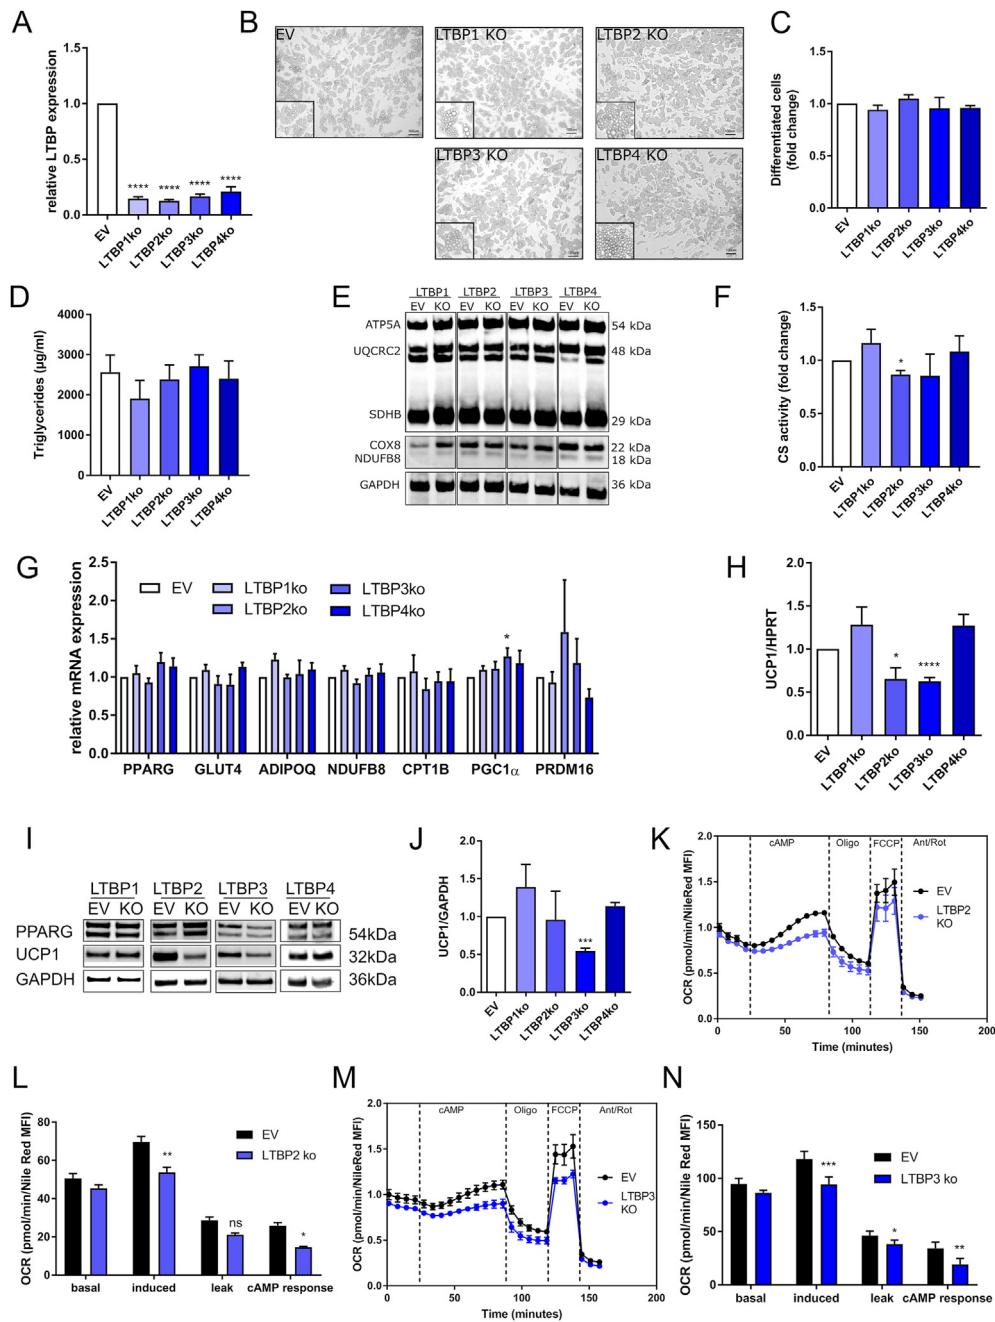 A
relative LTBP expression
1.5
1.0
0.5
0.0
****
****
****
****
EV
LTBP1ko
LTBP2ko
LTBP3ko
LTBP4ko
B
EV
LTBP1 KO
LTBP2 KO
LTBP3 KO
LTBP4 KO
C
Differentiated cells
(fold change)
1.5
1.0
0.5
0.0
EV
LTBP1ko
LTBP2ko
LTBP3ko
LTBP4ko
D
Triglycerides (µg/ml)
4000
3000
2000
1000
0
EV
LTBP1ko
LTBP2ko
LTBP3ko
LTBP4ko
E
LTBP1 LTBP2 LTBP3 LTBP4
EV KO EV KO EV KO EV KO
ATP5A 54 kDa
UQCRC2 48 kDa
SDHB 29 kDa
COX8 22 kDa
NDUFB8 18 kDa
GAPDH 36 kDa
F
CS activity (fold change)
1.5
1.0
0.5
0.0
*
EV
LTBP1ko
LTBP2ko
LTBP3ko
LTBP4ko
G
relative mRNA expression
2.5
2.0
1.5
1.0
0.5
0.0
EV
LTBP1ko
LTBP2ko
LTBP3ko
LTBP4ko
*
PPARG GLUT4 ADIPOQ NDUFB8 CPT1B PGC1α PRDM16
H
UCP1/HPRT
2.0
1.5
1.0
0.5
0.0
*
****
EV
LTBP1ko
LTBP2ko
LTBP3ko
LTBP4ko
I
LTBP1 LTBP2 LTBP3 LTBP4
EV KO EV KO EV KO EV KO
PPARG 54kDa
UCP1 32kDa
GAPDH 36kDa
J
UCP1/GAPDH
2.0
1.5
1.0
0.5
0.0
***
EV
LTBP1ko
LTBP2ko
LTBP3ko
LTBP4ko
K
OCR (pmol/min/NileRed MFI)
2.0
1.5
1.0
0.5
0.0
cAMP Oligo FCCP Ant/Rot
EV
LTBP2
KO
0 50 100 150 200
Time (minutes)
L
OCR (pmol/min/Nile Red MFI)
80
60
40
20
0
EV
LTBP2 ko
**
ns
*
basal induced leak cAMP response
M
OCR (pmol/min/NileRed MFI)
2.0
1.5
1.0
0.5
0.0
cAMP Oligo FCCP Ant/Rot
EV
LTBP3
KO
0 50 100 150 200
Time (minutes)
N
OCR (pmol/min/Nile Red MFI)
150
100
50
0
EV
LTBP3 ko
***
*
**
basal induced leak cAMP response